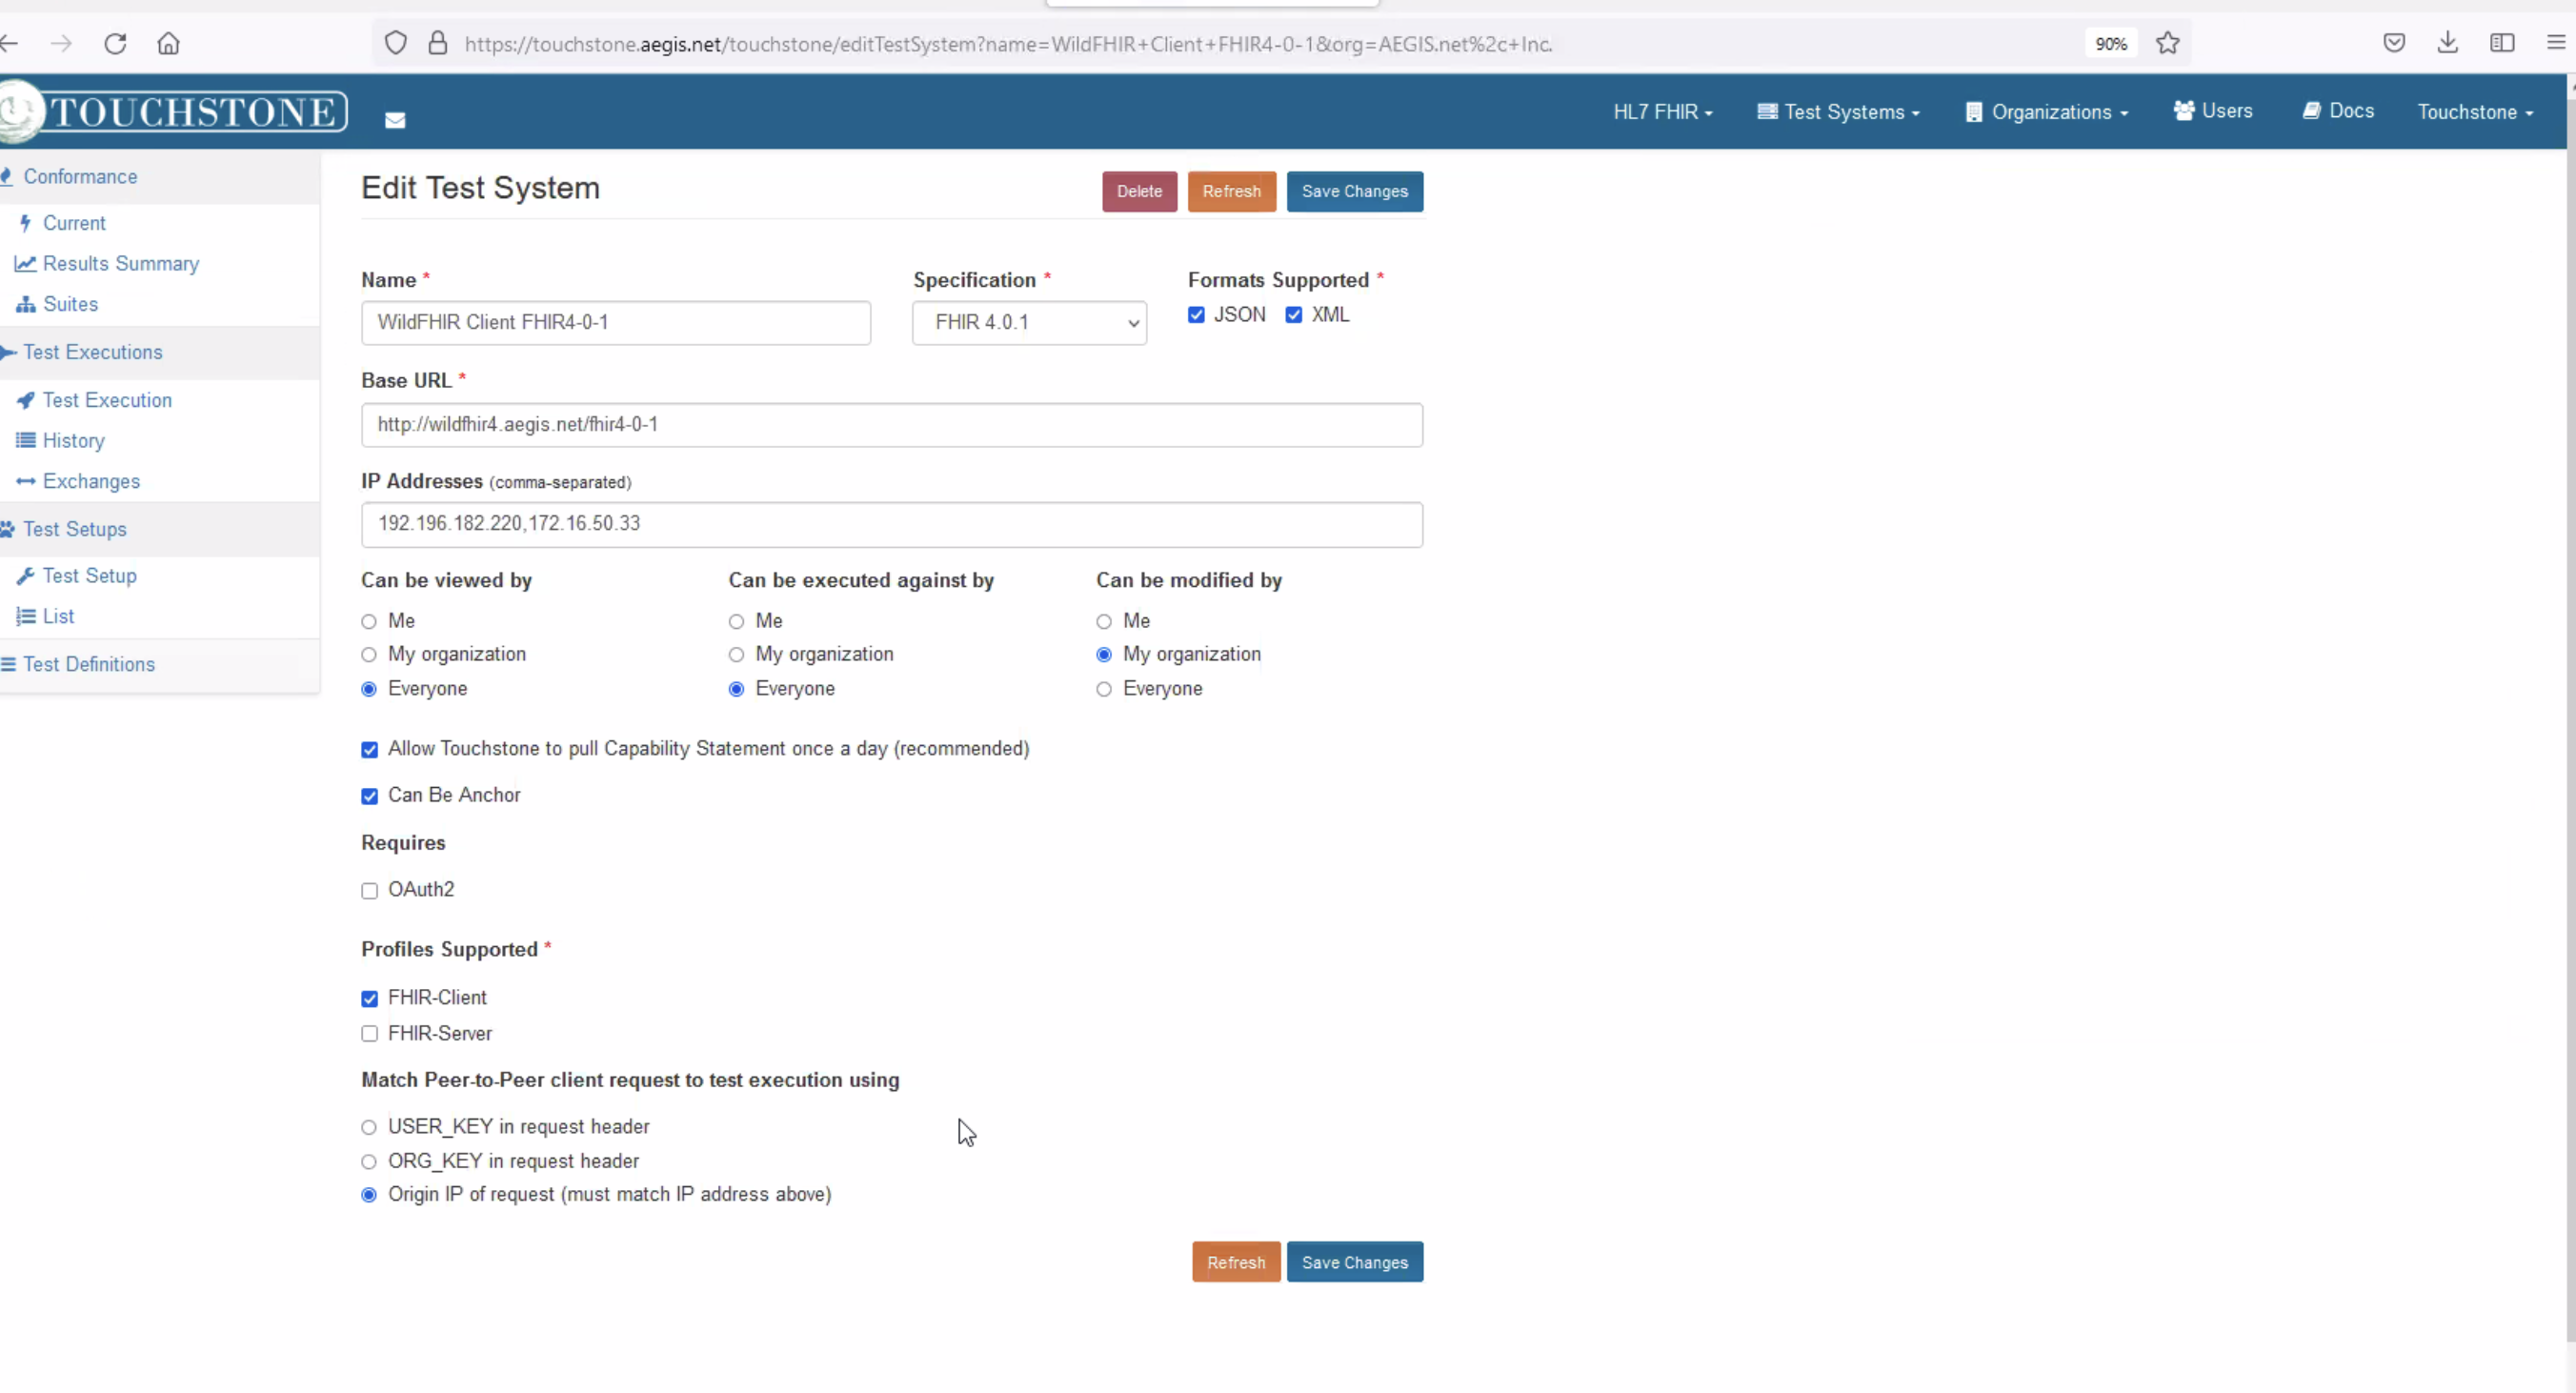 https://touchstone.aegis.net/touchstone/editTestSystem?name=WildFHIR+Client+FHIR4-0-1&org=AEGIS.net%2c+Inc.
90%
TOUCHSTONE
HL7 FHIR
Test Systems
Organizations
Users
Docs
Touchstone
Conformance
Current
Results Summary
Suites
Test Executions
Test Execution
History
Exchanges
Test Setups
Test Setup
List
Test Definitions
Edit Test System
Delete
Refresh
Save Changes
Name *
Specification *
Formats Supported *
WildFHIR Client FHIR4-0-1
FHIR 4.0.1
JSON
XML
Base URL *
http://wildfhir4.aegis.net/fhir4-0-1
IP Addresses (comma-separated)
192.196.182.220,172.16.50.33
Can be viewed by
Me
My organization
Everyone
Can be executed against by
Me
My organization
Everyone
Can be modified by
Me
My organization
Everyone
Allow Touchstone to pull Capability Statement once a day (recommended)
Can Be Anchor
Requires
OAuth2
Profiles Supported *
FHIR-Client
FHIR-Server
Match Peer-to-Peer client request to test execution using
USER_KEY in request header
ORG_KEY in request header
Origin IP of request (must match IP address above)
Refresh
Save Changes